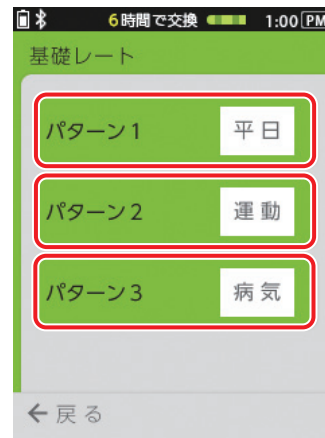 6時間で交換 1:00 PM
基礎レート
パターン1 平日
パターン2 運動
パターン3 病気
←戻る